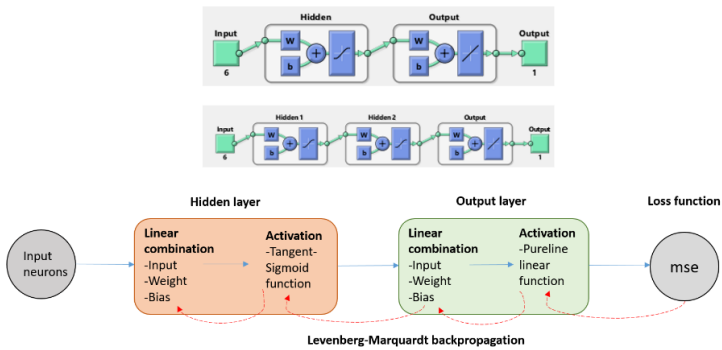 Hidden Output
Input Output
W W
b b
6 1
Hidden 1 Hidden 2 Output
Input Output
W W W
b b b
6 1
Hidden layer Output layer Loss function
Input
neurons
Linear
combination
-Input
-Weight
-Bias
Activation
-Tangent-
Sigmoid
function
Linear
combination
-Input
-Weight
-Bias
Activation
-Pureline
linear
function
mse
Levenberg-Marquardt backpropagation